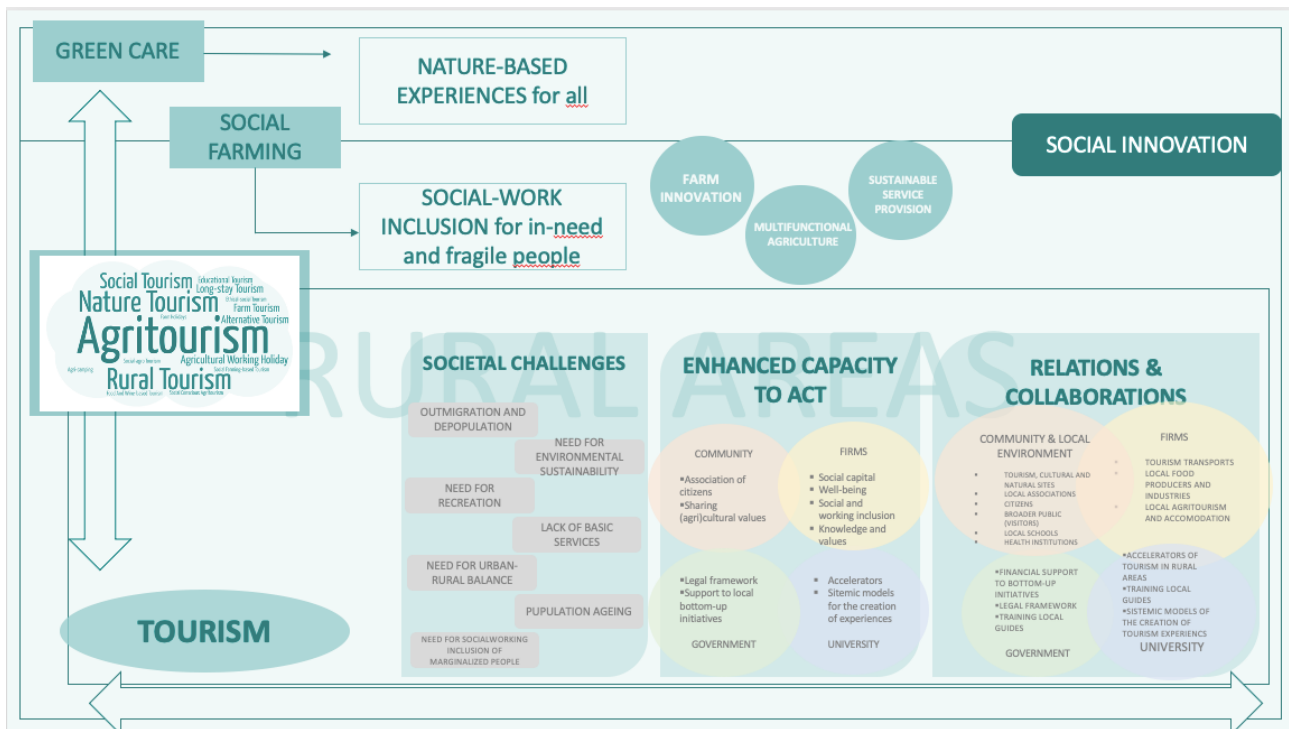 GREEN CARE
NATURE-BASED
EXPERIENCES for all
SOCIAL
FARMING
SOCIAL INNOVATION
SOCIAL-WORK
INCLUSION for in-need
and fragile people
FARM
INNOVATION
MULTIFUNCTIONAL
AGRICULTURE
SUSTAINABLE
SERVICE
PROVISION
Social Tourism
Educational Tourism
Long-stay Tourism
Nature Tourism
Farm Tourism
Farm Holidays
Alternative Tourism
Agritourism
Agricultural Working Holiday
Agri-camping
Rural Tourism
RURAL AREAS
SOCIETAL CHALLENGES
OUTMIGRATION AND
DEPOPULATION
NEED FOR
ENVIRONMENTAL
SUSTAINABILITY
NEED FOR
RECREATION
LACK OF BASIC
SERVICES
NEED FOR URBAN-
RURAL BALANCE
PUPULATION AGEING
NEED FOR SOCIALWORKING
INCLUSION OF
MARGINALIZED PEOPLE
ENHANCED CAPACITY
TO ACT
COMMUNITY
▪Association of
citizens
▪Sharing
(agri)cultural values
FIRMS
▪ Social capital
▪ Well-being
▪ Social and
working inclusion
▪ Knowledge and
values
▪Legal framework
▪Support to local
bottom-up
initiatives
GOVERNMENT
▪ Accelerators
▪ Sitemic models
for the creation
of experiences
UNIVERSITY
RELATIONS &
COLLABORATIONS
COMMUNITY & LOCAL
ENVIRONMENT
▪ TOURISM, CULTURAL AND
NATURAL SITES
▪ LOCAL ASSOCIATIONS
▪ CITIZENS
▪ BROADER PUBLIC
(VISITORS)
▪ LOCAL SCHOOLS
▪ HEALTH INSTITUTIONS
FIRMS
▪ TOURISM TRANSPORTS
▪ LOCAL FOOD
PRODUCERS AND
INDUSTRIES
▪ LOCAL AGRITOURISM
AND ACCOMODATION
▪FINANCIAL SUPPORT
TO BOTTOM-UP
INITIATIVES
▪LEGAL FRAMEWORK
▪TRAINING LOCAL
GUIDES
GOVERNMENT
▪ACCELERATORS OF
TOURISM IN RURAL
AREAS
▪TRAINING LOCAL
GUIDES
▪SISTEMIC MODELS OF
THE CREATION OF
TOURISM EXPERIENCS
UNIVERSITY
TOURISM